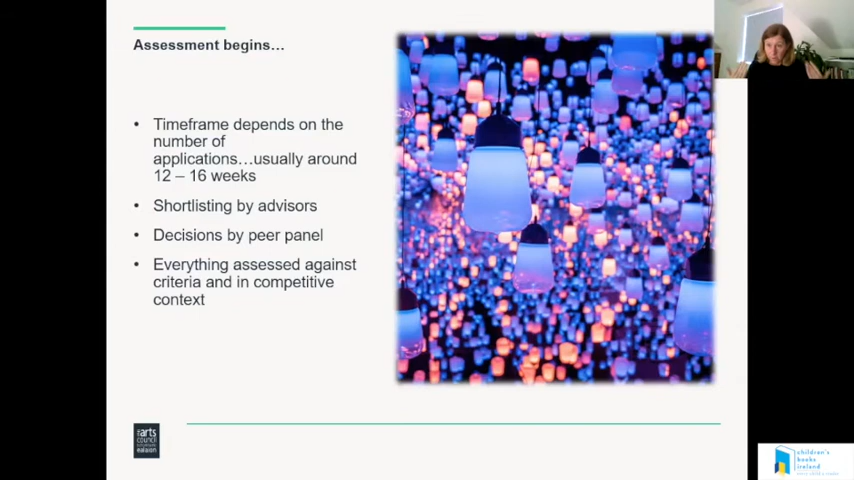 Assessment begins…
• Timeframe depends on the
number of
applications…usually around
12 – 16 weeks
• Shortlisting by advisors
• Decisions by peer panel
• Everything assessed against
criteria and in competitive
context
arts
council
ealaíon
children's
books
ireland